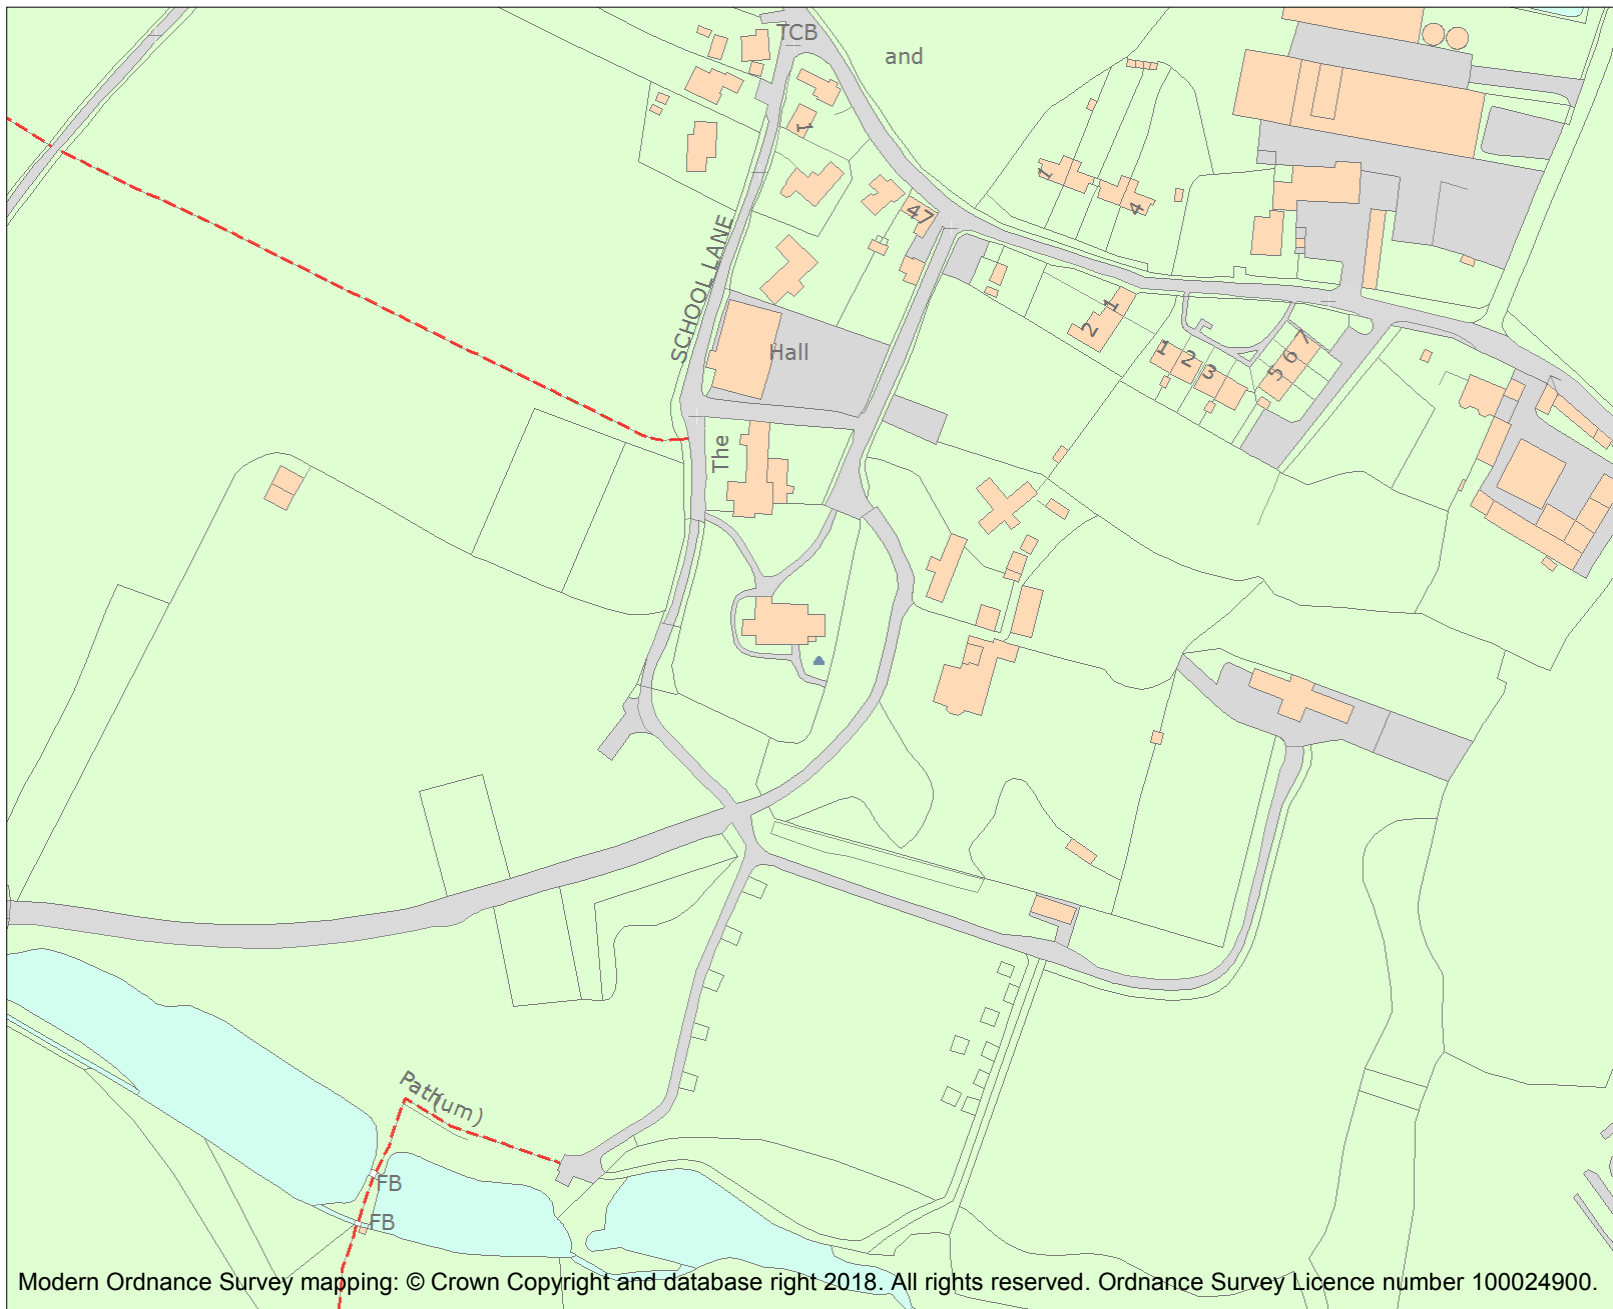 TCB
and
1
1
4
47
SCHOOL LANE
1
2
Hall
1
2
3
5
6
7
The
Path (um)
FB
FB
Modern Ordnance Survey mapping: © Crown Copyright and database right 2018. All rights reserved. Ordnance Survey Licence number 100024900.